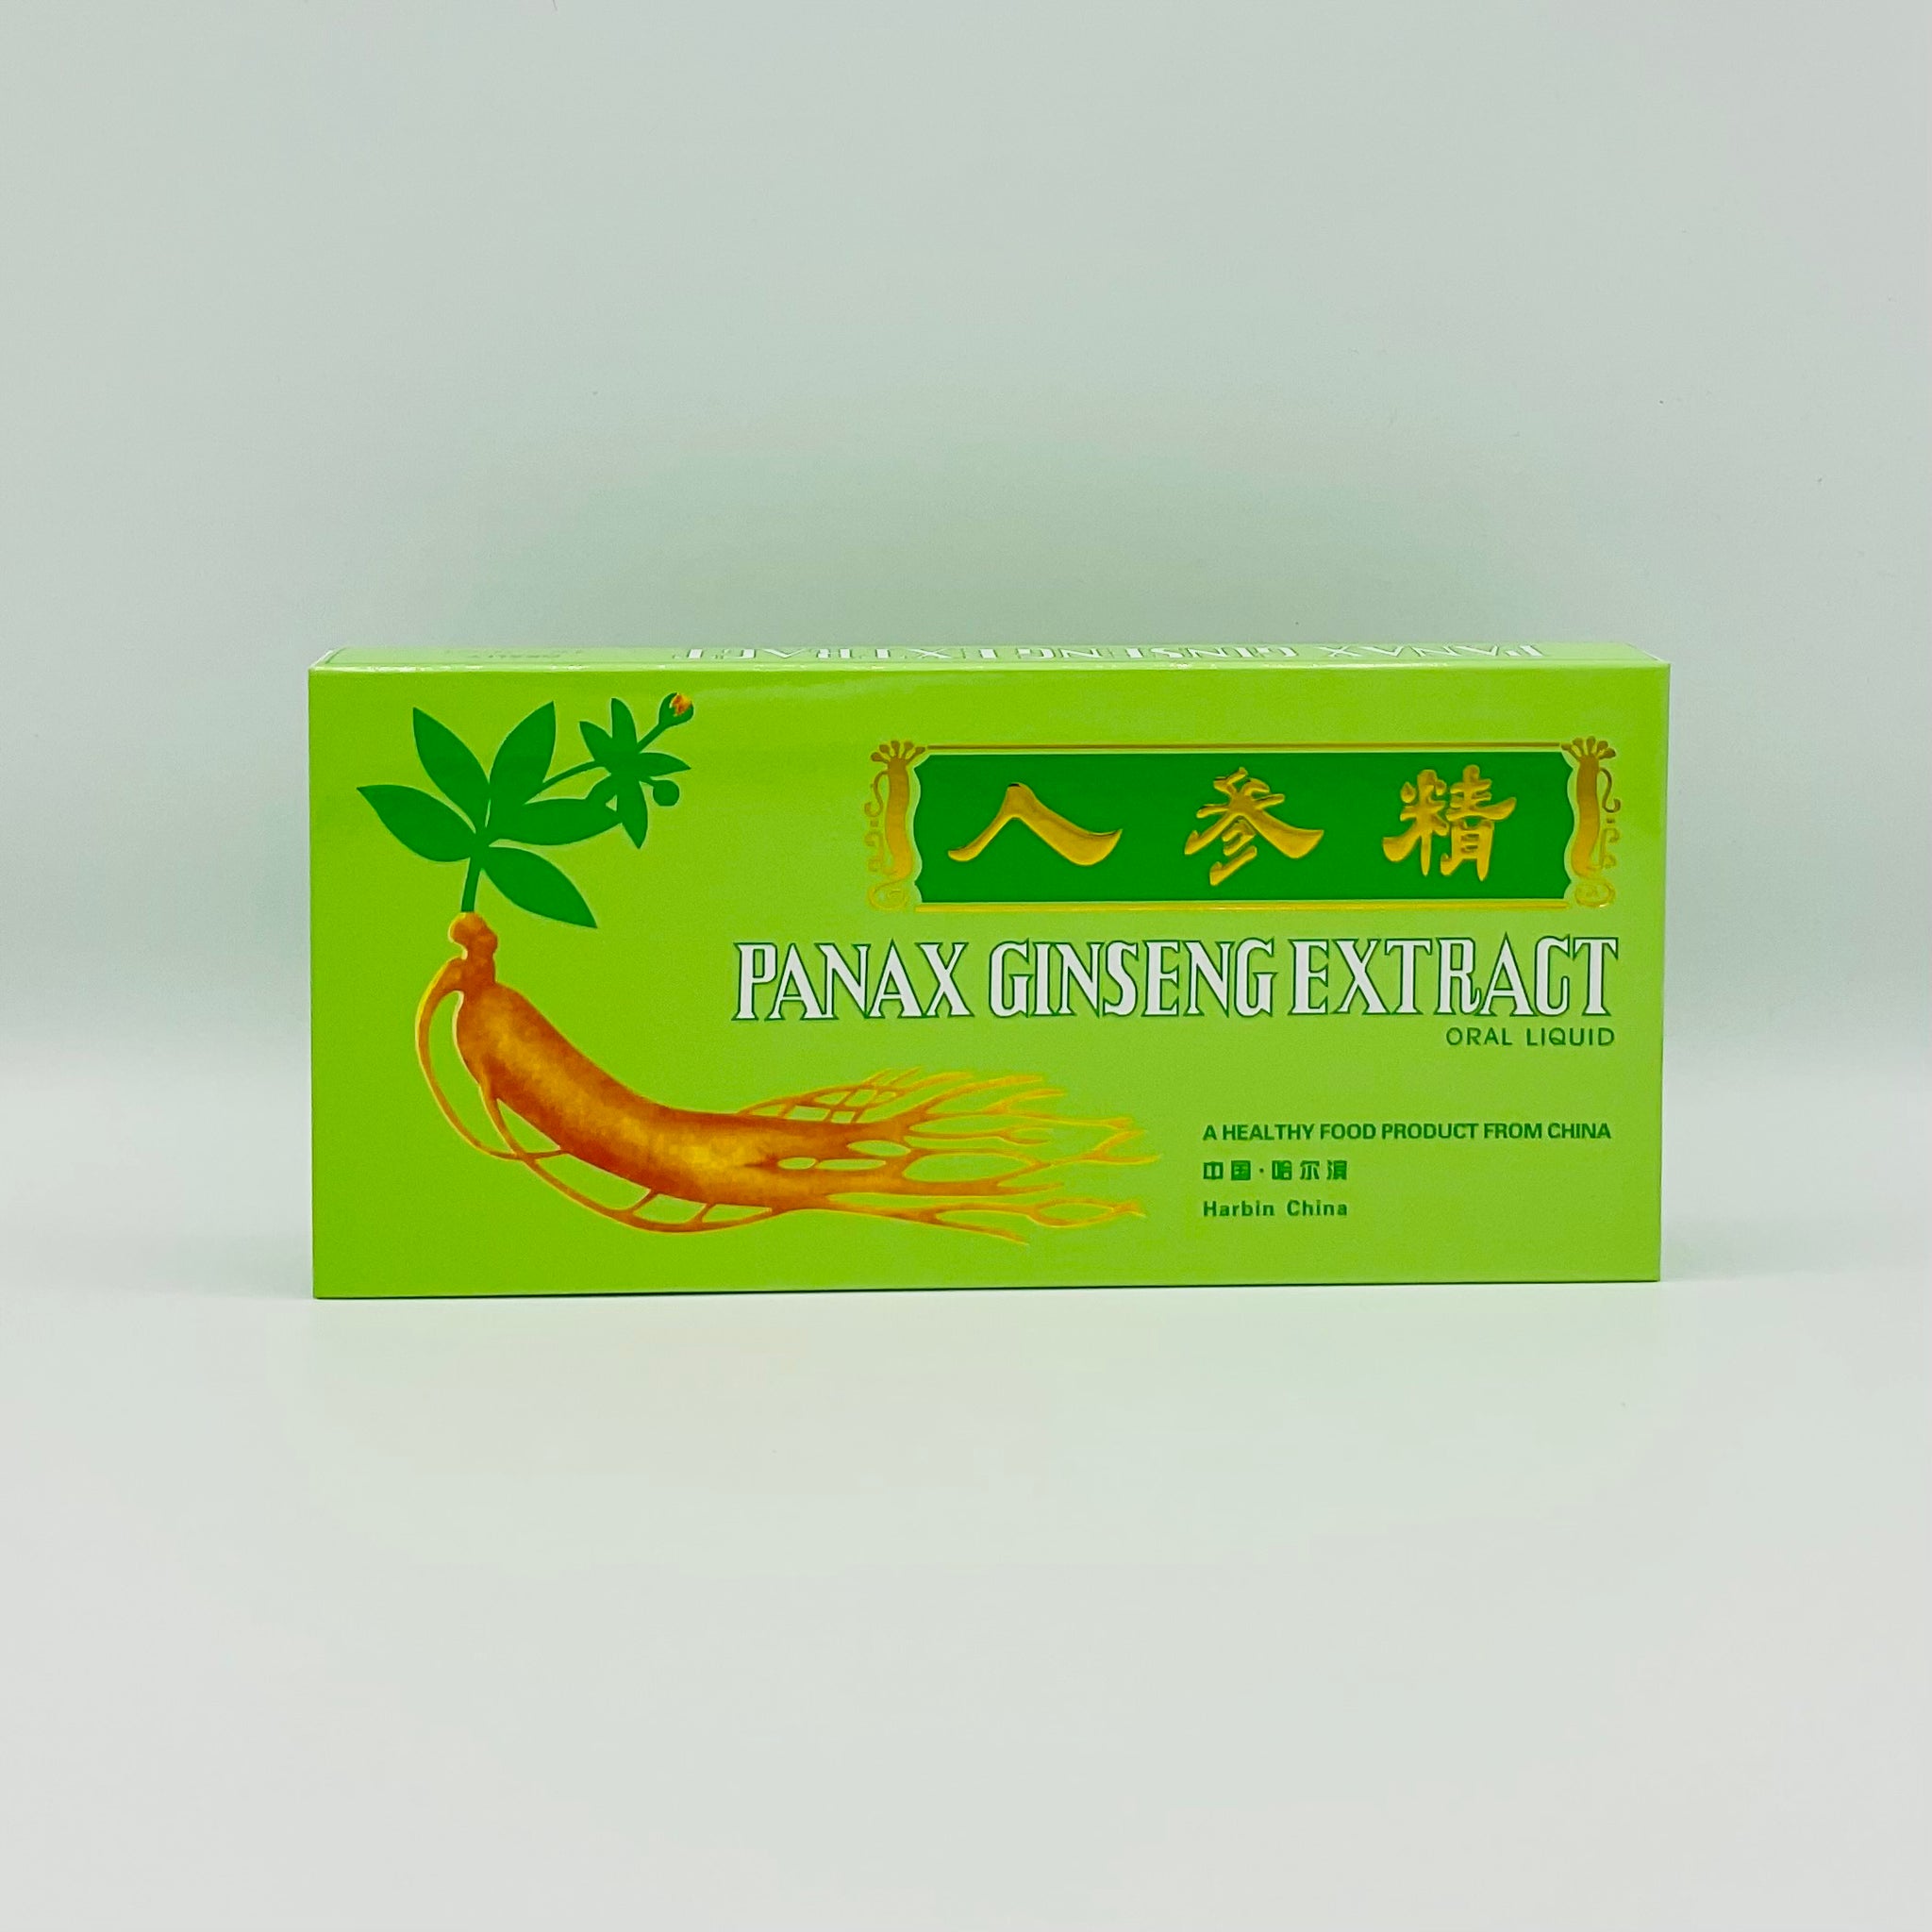 PANAX GINSENG EXTRACT
人参精
PANAX GINSENG EXTRACT
ORAL LIQUID
A HEALTHY FOOD PRODUCT FROM CHINA
中国·哈尔滨
Harbin China